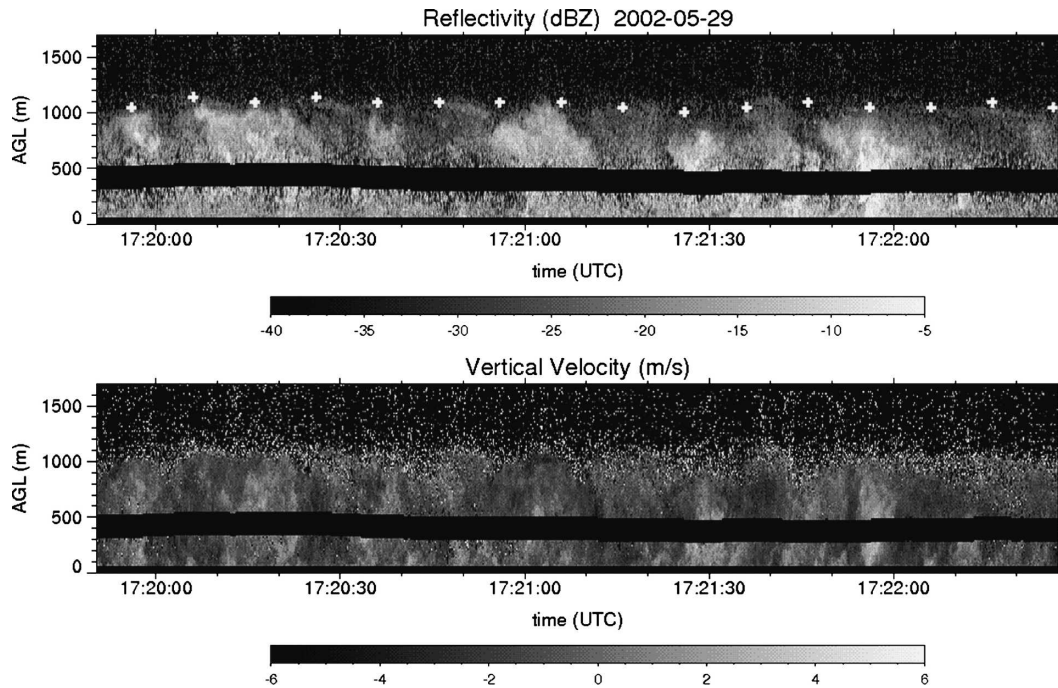 Reflectivity (dBZ) 2002-05-29
AGL (m)
1500
1000
500
0
17:20:00 17:20:30 17:21:00 17:21:30 17:22:00
time (UTC)
-40 -35 -30 -25 -20 -15 -10 -5
Vertical Velocity (m/s)
AGL (m)
1500
1000
500
0
17:20:00 17:20:30 17:21:00 17:21:30 17:22:00
time (UTC)
-6 -4 -2 0 2 4 6